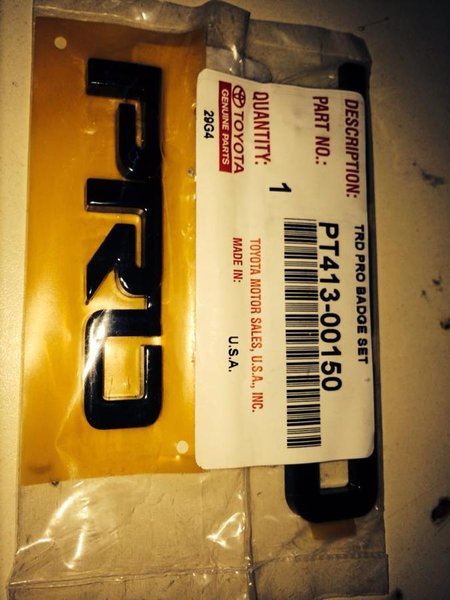 PRO
DESCRIPTION: TRD PRO BADGE SET
PART NO.: PT413-00150
QUANTITY: 1
TOYOTA
GENUINE PARTS
29G4
TOYOTA MOTOR SALES, U.S.A., INC.
MADE IN: U.S.A.